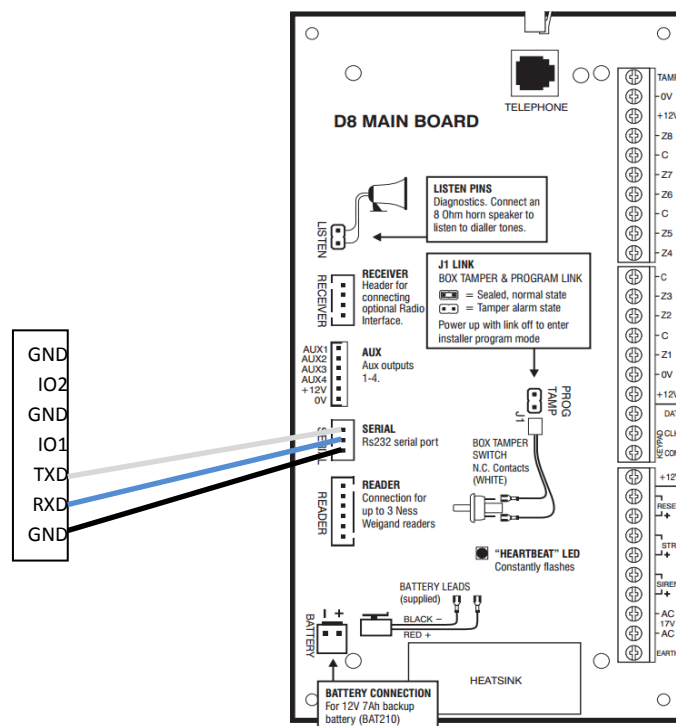 TELEPHONE
D8 MAIN BOARD
LISTEN
LISTEN PINS
Diagnostics. Connect an
8 Ohm horn speaker to
listen to dialler tones.
RECEIVER
RECEIVER
Header for
connecting
optional Radio
Interface.
J1 LINK
BOX TAMPER & PROGRAM LINK
= Sealed, normal state
= Tamper alarm state
Power up with link off to enter
installer program mode
AUX1
AUX2
AUX3
AUX4
+12V
0V
AUX
Aux outputs
1-4.
PROG
TAMP
J1
SERIAL
Rs232 serial port
BOX TAMPER
SWITCH
N.C. Contacts
(WHITE)
READER
READER
Connection for
up to 3 Ness
Weigand readers
"HEARTBEAT" LED
Constantly flashes
BATTERY LEADS
(supplied)
BLACK −
RED +
BATTERY
− +
BATTERY CONNECTION
For 12V 7Ah backup
battery (BAT210)
HEATSINK
GND
IO2
GND
IO1
TXD
RXD
GND
0V
+12V
Z8
C
Z7
Z6
C
Z5
Z4
C
Z3
Z2
C
Z1
0V
+12V
KEYPAD
CLK
COM
+12V
+
+
+
AC
17V
AC
EARTH